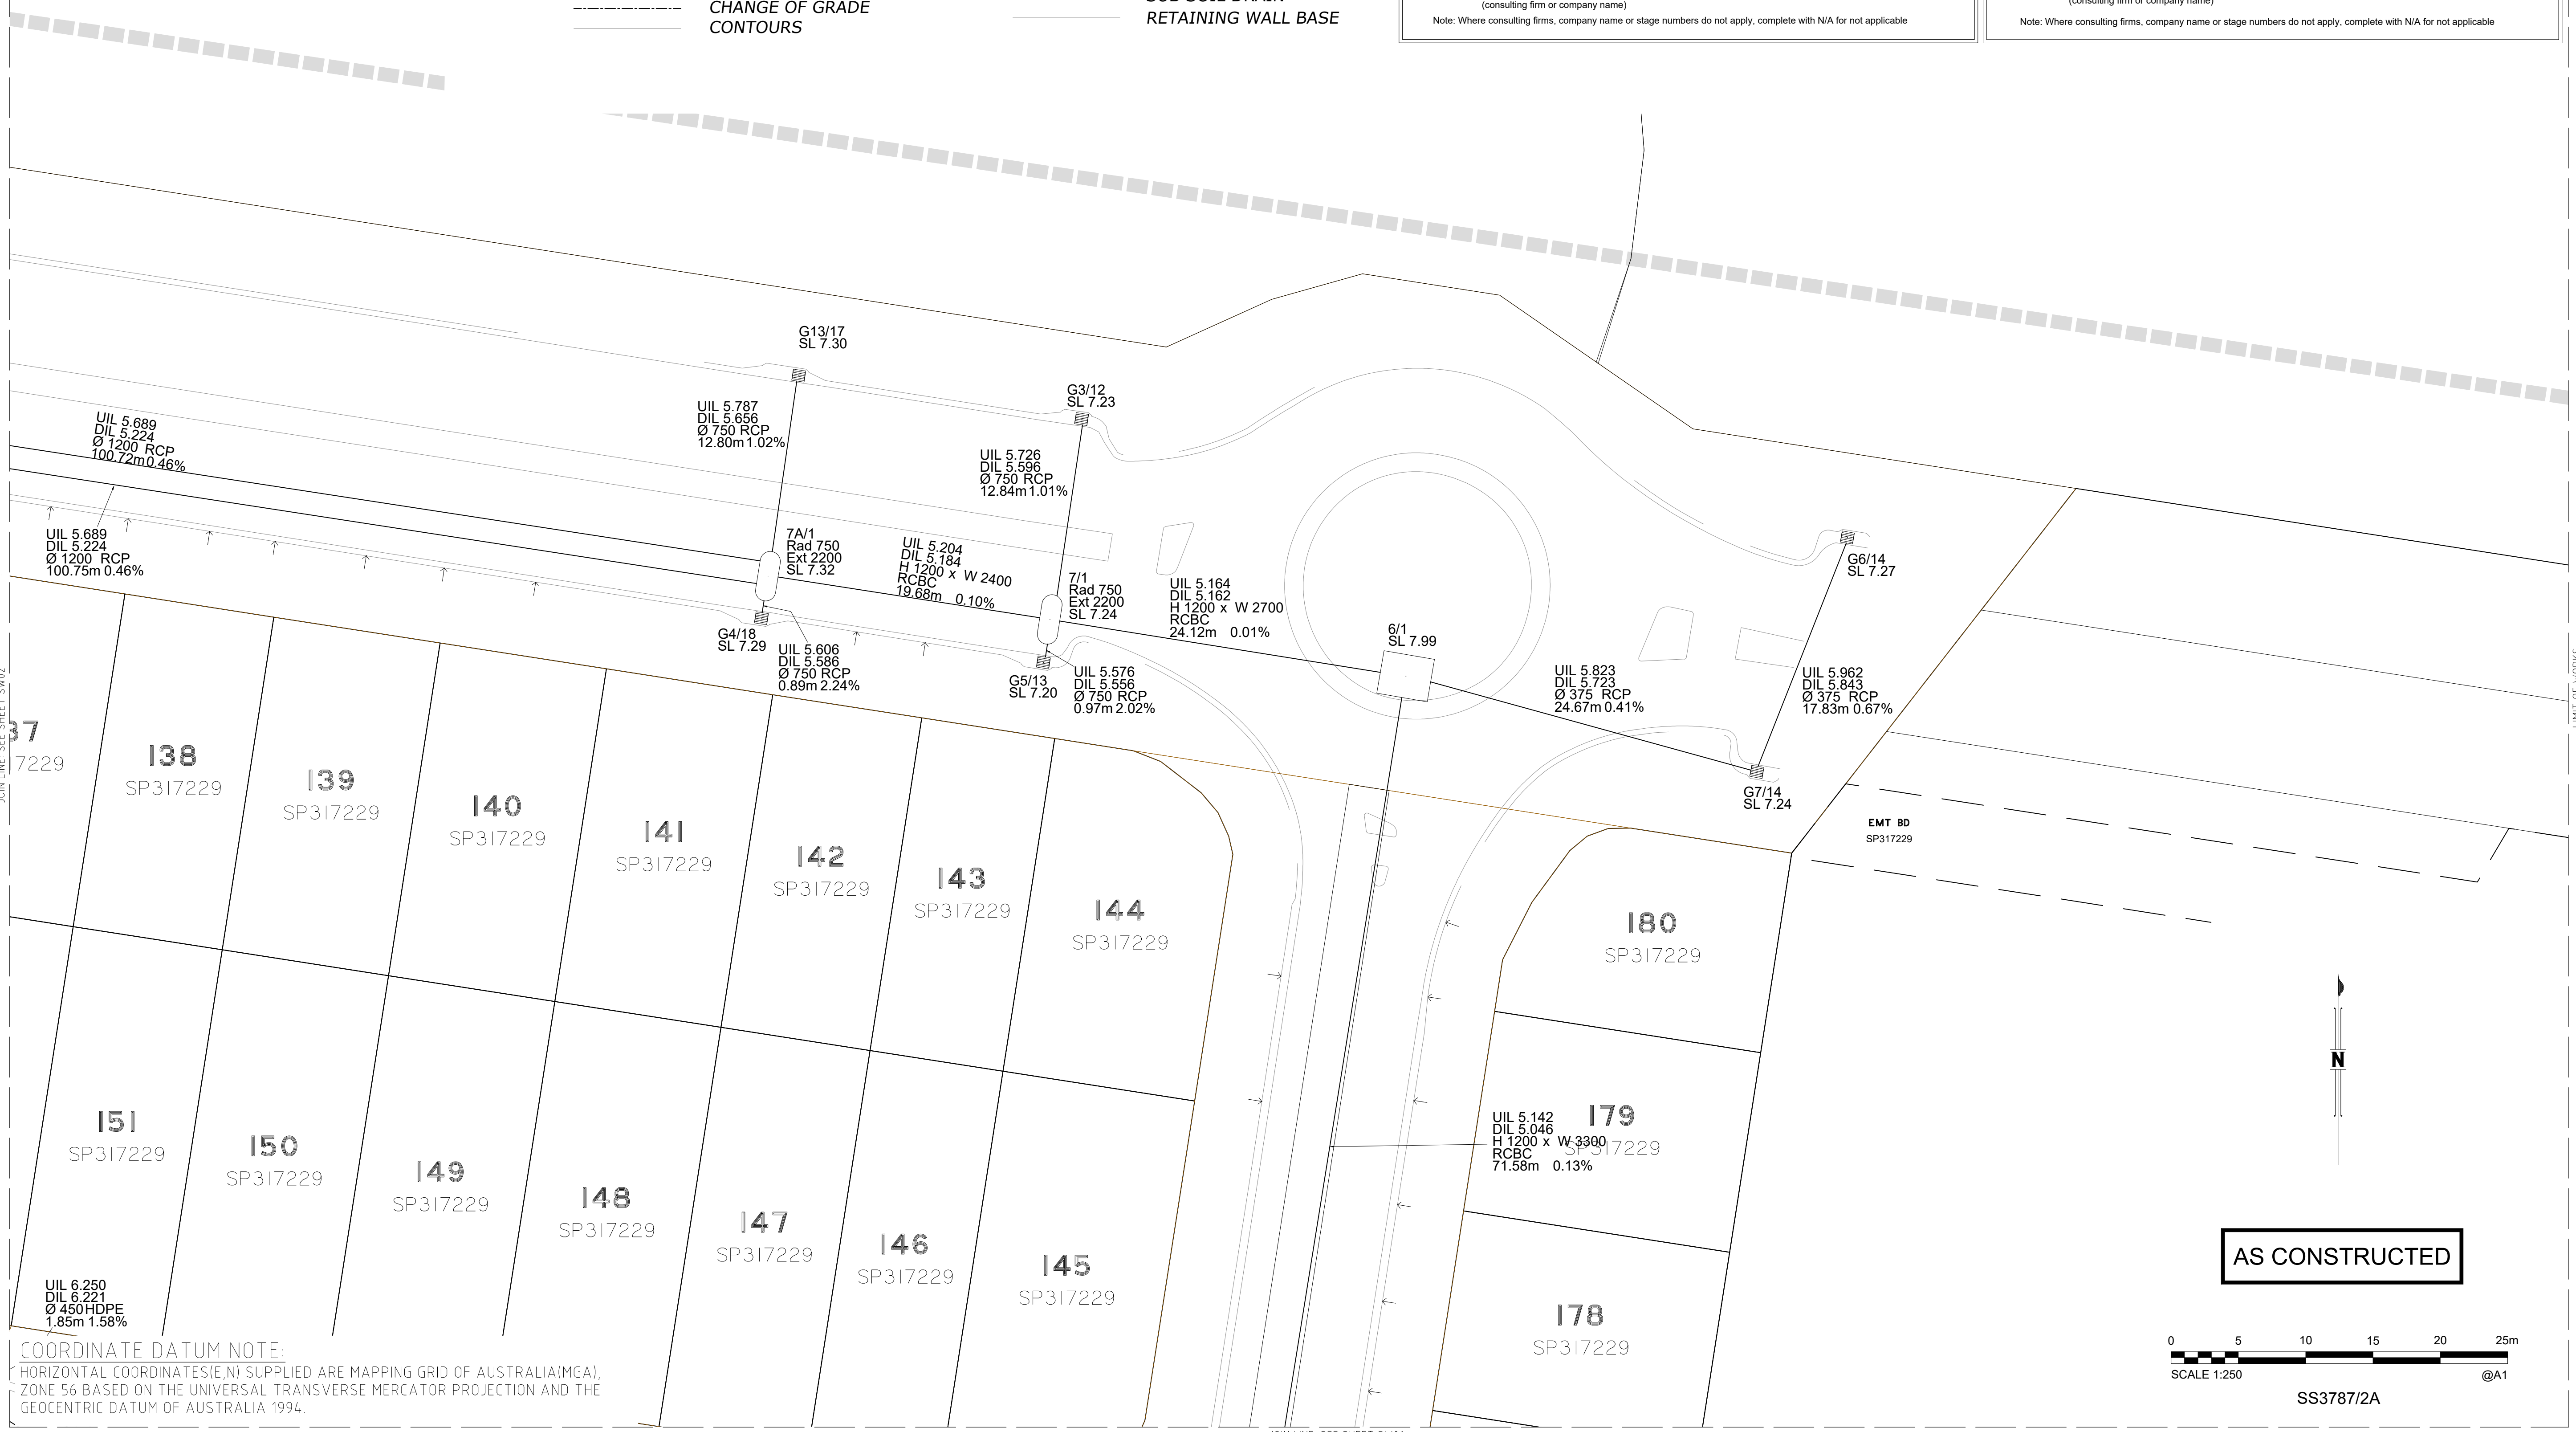 CHANGE OF GRADE
CONTOURS
RETAINING WALL BASE
(consulting firm or company name)
Note: Where consulting firms, company name or stage numbers do not apply, complete with N/A for not applicable
(consulting firm or company name)
Note: Where consulting firms, company name or stage numbers do not apply, complete with N/A for not applicable
G13/17
SL 7.30
G3/12
SL 7.23
UIL 5.787
DIL 5.656
Ø 750 RCP
12.80m 1.02%
UIL 5.689
DIL 5.224
Ø 1200 RCP
100.72m 0.46%
UIL 5.726
DIL 5.596
Ø 750 RCP
12.84m 1.01%
UIL 5.689
DIL 5.224
Ø 1200 RCP
100.75m 0.46%
7A/1
Rad 750
Ext 2200
SL 7.32
UIL 5.204
DIL 5.184
H 1200 x W 2400
RCBC
19.68m 0.10%
7/1
Rad 750
Ext 2200
SL 7.24
UIL 5.164
DIL 5.162
H 1200 x W 2700
RCBC
24.12m 0.01%
G6/14
SL 7.27
6/1
SL 7.99
G4/18
SL 7.29
UIL 5.606
DIL 5.586
Ø 750 RCP
0.89m 2.24%
G5/13
SL 7.20
UIL 5.576
DIL 5.556
Ø 750 RCP
0.97m 2.02%
UIL 5.823
DIL 5.723
Ø 375 RCP
24.67m 0.41%
UIL 5.962
DIL 5.843
Ø 375 RCP
17.83m 0.67%
G7/14
SL 7.24
EMT BD
SP317229
37
17229
138
SP317229
139
SP317229
140
SP317229
141
SP317229
142
SP317229
143
SP317229
144
SP317229
180
SP317229
151
SP317229
150
SP317229
149
SP317229
148
SP317229
147
SP317229
146
SP317229
145
SP317229
179
SP317229
UIL 5.142
DIL 5.046
H 1200 x W 3300
RCBC
71.58m 0.13%
178
SP317229
N
UIL 6.250
DIL 6.221
Ø 450 HDPE
1.85m 1.58%
COORDINATE DATUM NOTE:
HORIZONTAL COORDINATES(E,N) SUPPLIED ARE MAPPING GRID OF AUSTRALIA(MGA),
ZONE 56 BASED ON THE UNIVERSAL TRANSVERSE MERCATOR PROJECTION AND THE
GEOCENTRIC DATUM OF AUSTRALIA 1994.
AS CONSTRUCTED
0 5 10 15 20 25m
SCALE 1:250 @A1
SS3787/2A